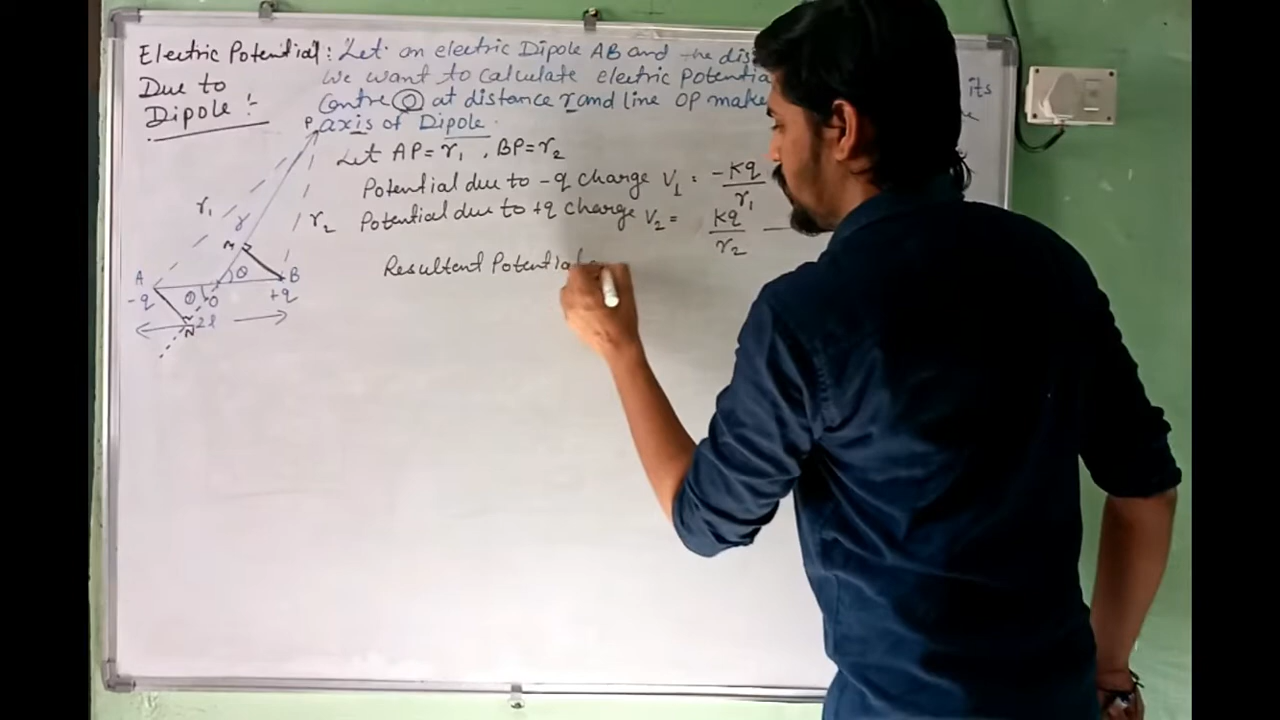 Electric Potential : Let an electric Dipole AB and the dis
Due to
Dipole :-
We want to calculate electric potentia its
Centre O at distance r and line OP make
axis of Dipole.
Let AP = r₁ , BP = r₂
Potential due to -q charge V₁ = -Kq/r₁
Potential due to +q charge V₂ = Kq/r₂
Resultent Potential
P
r₁
r
r₂
M
A
θ
B
-q
θ
O
+q
N
2l